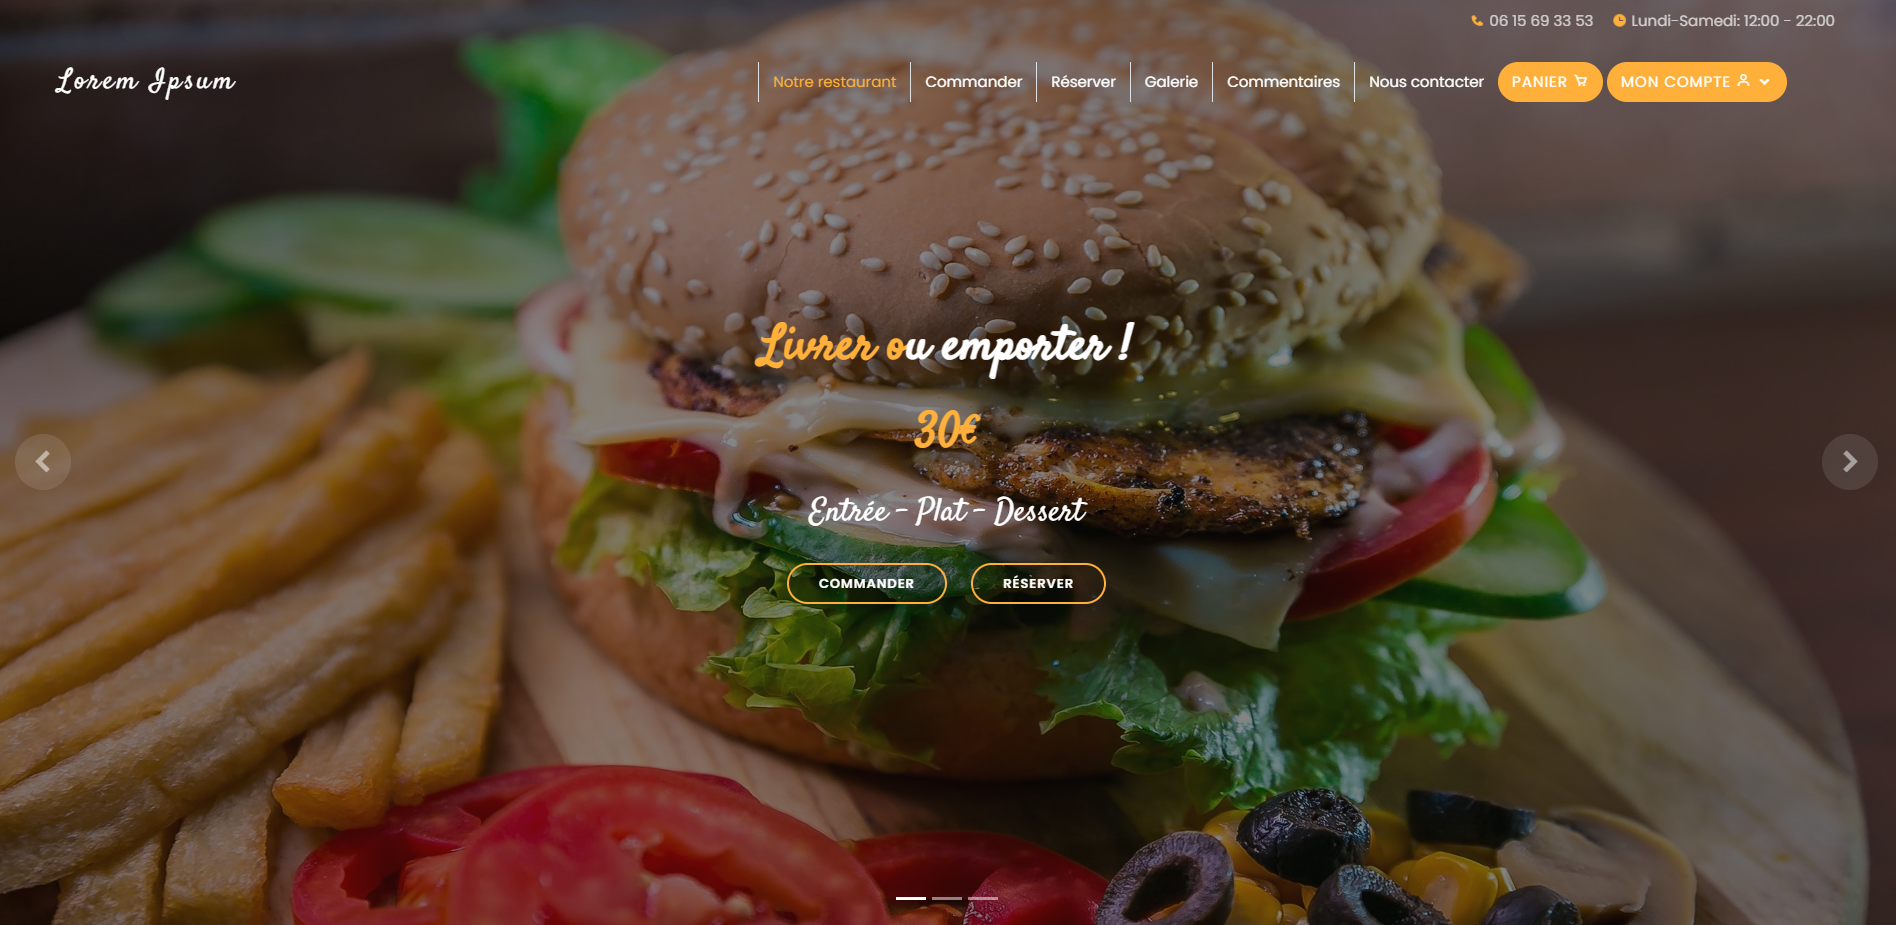 06 15 69 33 53 Lundi-Samedi: 12:00 - 22:00
Lorem Ipsum
Notre restaurant Commander Réserver Galerie Commentaires Nous contacter PANIER MON COMPTE
Livrer ou emporter !
30€
Entrée - Plat - Dessert
COMMANDER RÉSERVER